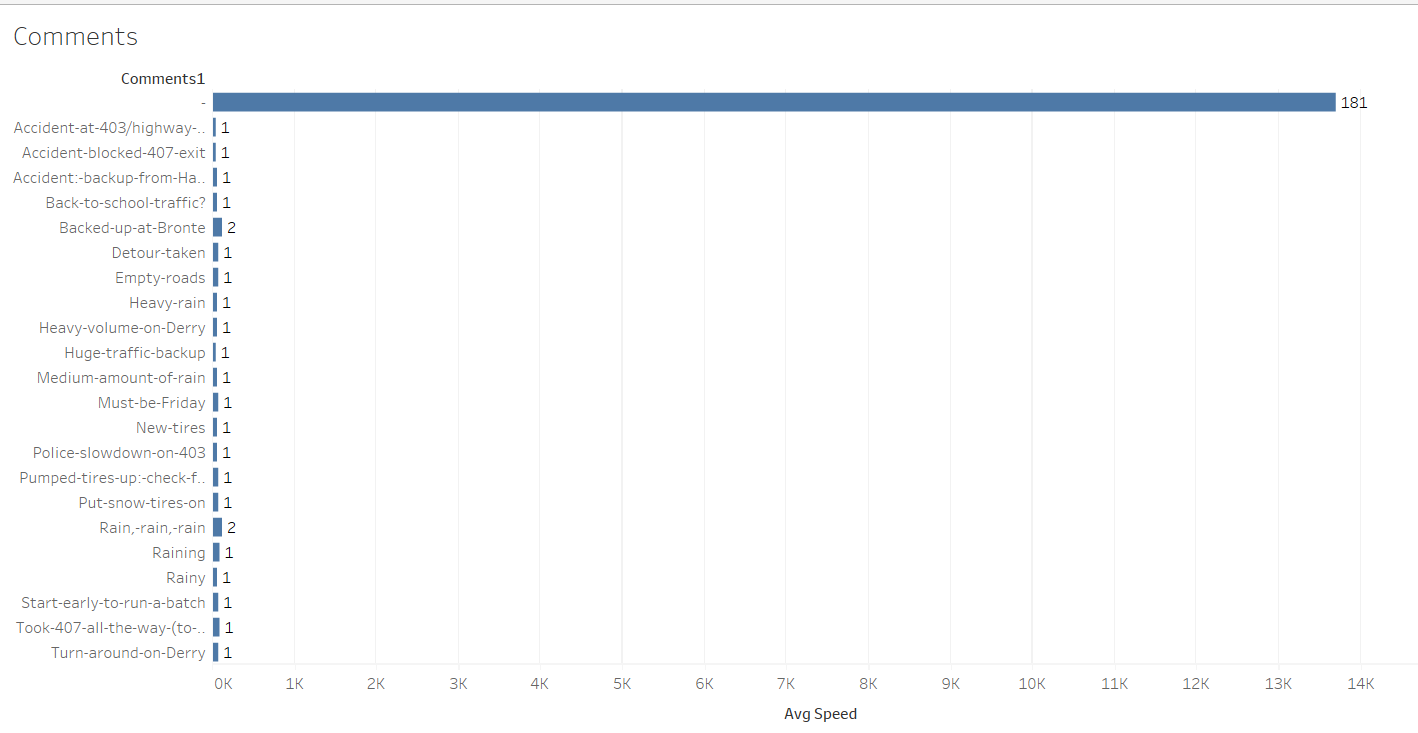 Comments
Comments1
- 181
Accident-at-403/highway-.. 1
Accident-blocked-407-exit 1
Accident:-backup-from-Ha.. 1
Back-to-school-traffic? 1
Backed-up-at-Bronte 2
Detour-taken 1
Empty-roads 1
Heavy-rain 1
Heavy-volume-on-Derry 1
Huge-traffic-backup 1
Medium-amount-of-rain 1
Must-be-Friday 1
New-tires 1
Police-slowdown-on-403 1
Pumped-tires-up:-check-f.. 1
Put-snow-tires-on 1
Rain,-rain,-rain 2
Raining 1
Rainy 1
Start-early-to-run-a-batch 1
Took-407-all-the-way-(to-.. 1
Turn-around-on-Derry 1
0K 1K 2K 3K 4K 5K 6K 7K 8K 9K 10K 11K 12K 13K 14K
Avg Speed